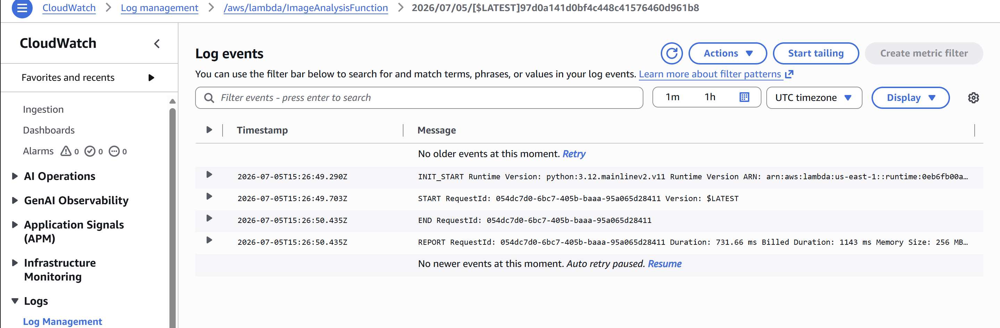 CloudWatch > Log management > /aws/lambda/ImageAnalysisFunction > 2026/07/05/[$LATEST]97d0a141d0bf4c448c41576460d961b8
CloudWatch
Favorites and recents
Ingestion
Dashboards
Alarms 0 0 0
AI Operations
GenAI Observability
Application Signals
(APM)
Infrastructure
Monitoring
Logs
Log Management
Log events
Actions
Start tailing
Create metric filter
You can use the filter bar below to search for and match terms, phrases, or values in your log events. Learn more about filter patterns
Filter events - press enter to search
1m 1h
UTC timezone
Display
Timestamp Message
No older events at this moment. Retry
2026-07-05T15:26:49.290Z INIT_START Runtime Version: python:3.12.mainlinev2.v11 Runtime Version ARN: arn:aws:lambda:us-east-1::runtime:0eb6fb00a…
2026-07-05T15:26:49.703Z START RequestId: 054dc7d0-6bc7-405b-baaa-95a065d28411 Version: $LATEST
2026-07-05T15:26:50.435Z END RequestId: 054dc7d0-6bc7-405b-baaa-95a065d28411
2026-07-05T15:26:50.435Z REPORT RequestId: 054dc7d0-6bc7-405b-baaa-95a065d28411 Duration: 731.66 ms Billed Duration: 1143 ms Memory Size: 256 MB…
No newer events at this moment. Auto retry paused. Resume